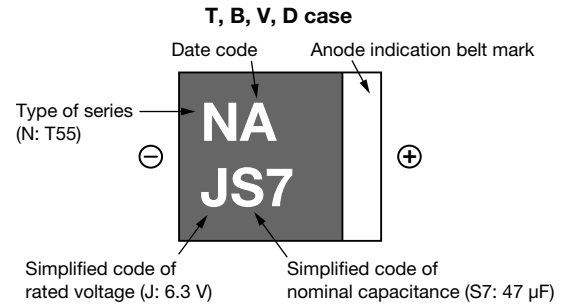 T, B, V, D case
Date code
Anode indication belt mark
Type of series
(N: T55)
NA
⊖
⊕
JS7
Simplified code of
rated voltage (J: 6.3 V)
Simplified code of
nominal capacitance (S7: 47 µF)